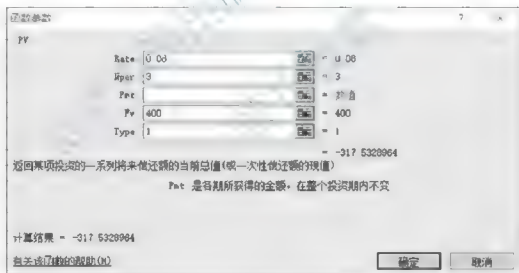 函数参数 ? ×
PV
Rate 0.08 = 0.08
Nper 3 = 3
Pmt = 数值
Fv 400 = 400
Type 1 = 1
= -317.5328964
返回某项投资的一系列将来偿还额的当前总值(或一次性偿还额的现值)
Pmt 是各期所获得的金额，在整个投资期内不变
计算结果 = -317.5328964
有关该函数的帮助(H)
确定 取消